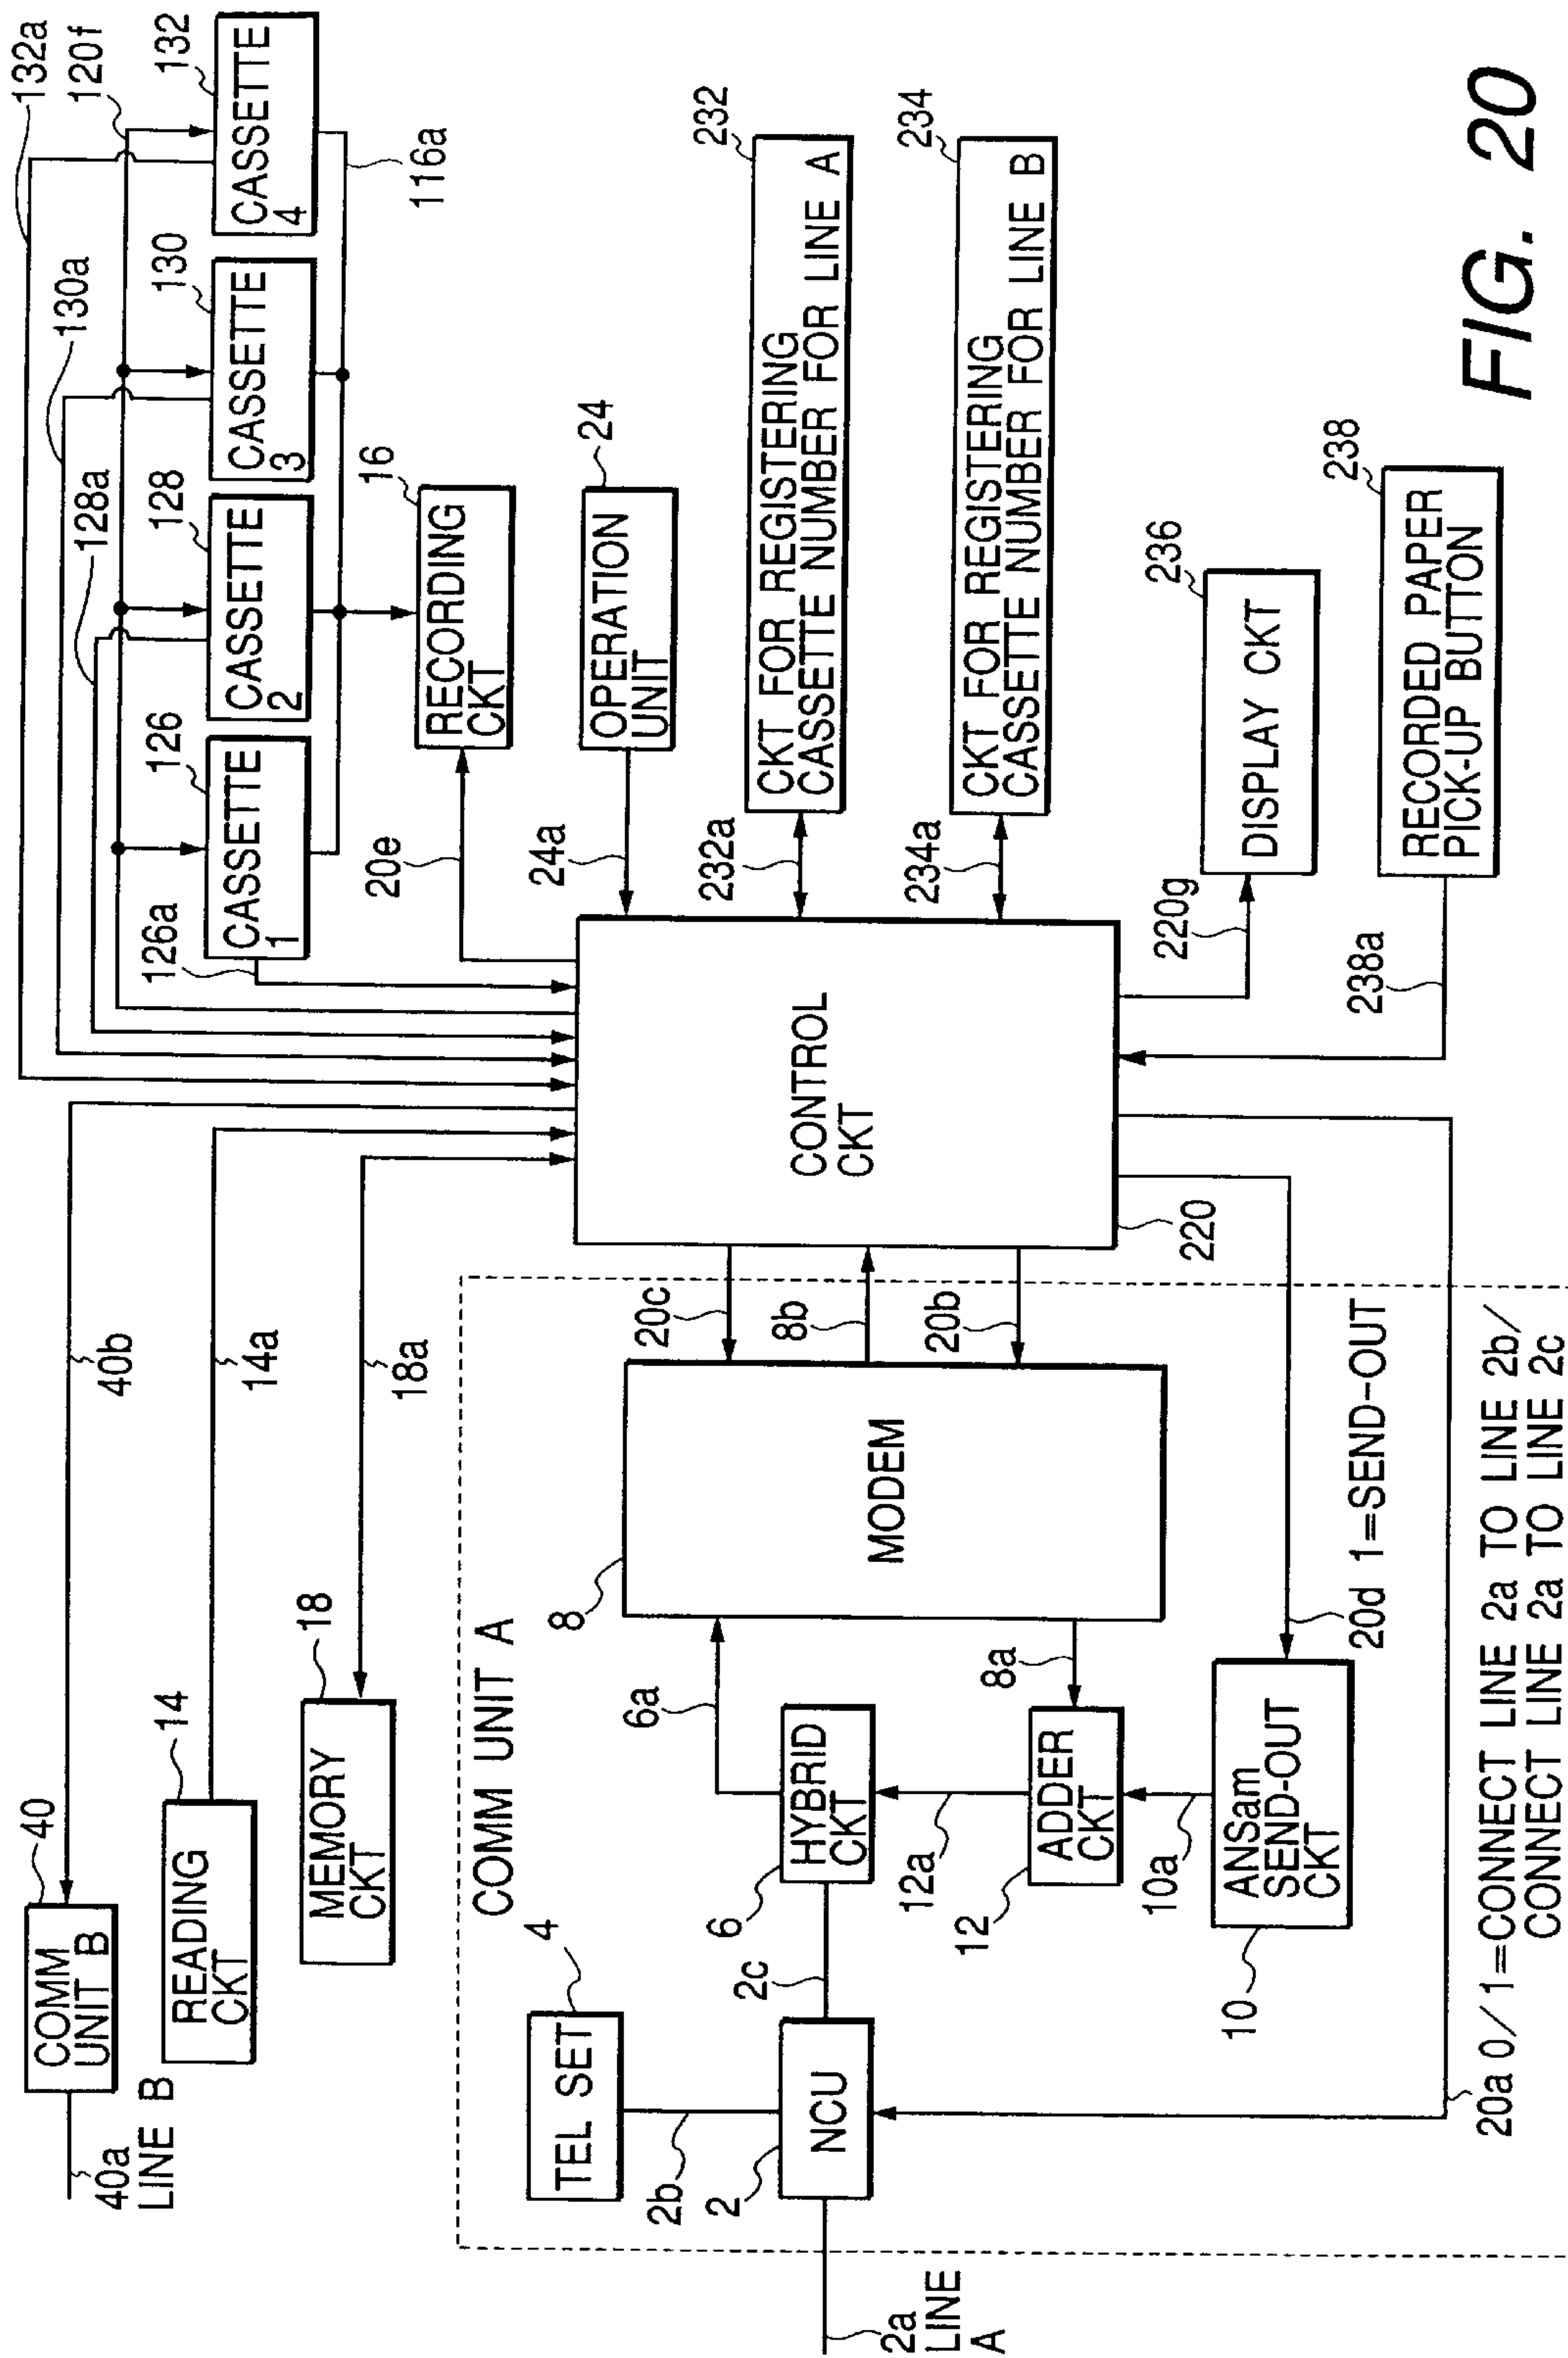 40a
LINE B
COMM
UNIT B
40
40b
READING
CKT
14
14a
MEMORY
CKT
18
18a
132a
120f
130a
128a
126a
CASSETTE
1
126
CASSETTE
2
128
CASSETTE
3
130
CASSETTE
4
132
116a
RECORDING
CKT
16
20e
OPERATION
UNIT
24
24a
CKT FOR REGISTERING
CASSETTE NUMBER FOR LINE A
232
232a
CKT FOR REGISTERING
CASSETTE NUMBER FOR LINE B
234
234a
DISPLAY CKT
236
220g
RECORDED PAPER
PICK-UP BUTTON
238
238a
CONTROL
CKT
220
COMM UNIT A
TEL SET
4
2b
2a
LINE
A
NCU
2
2c
HYBRID
CKT
6
6a
MODEM
8
20c
8b
20b
8a
ADDER
CKT
12
12a
10a
ANSam
SEND-OUT
CKT
10
20d 1=SEND-OUT
20a 0/1=CONNECT LINE 2a TO LINE 2b/
CONNECT LINE 2a TO LINE 2c
FIG. 20